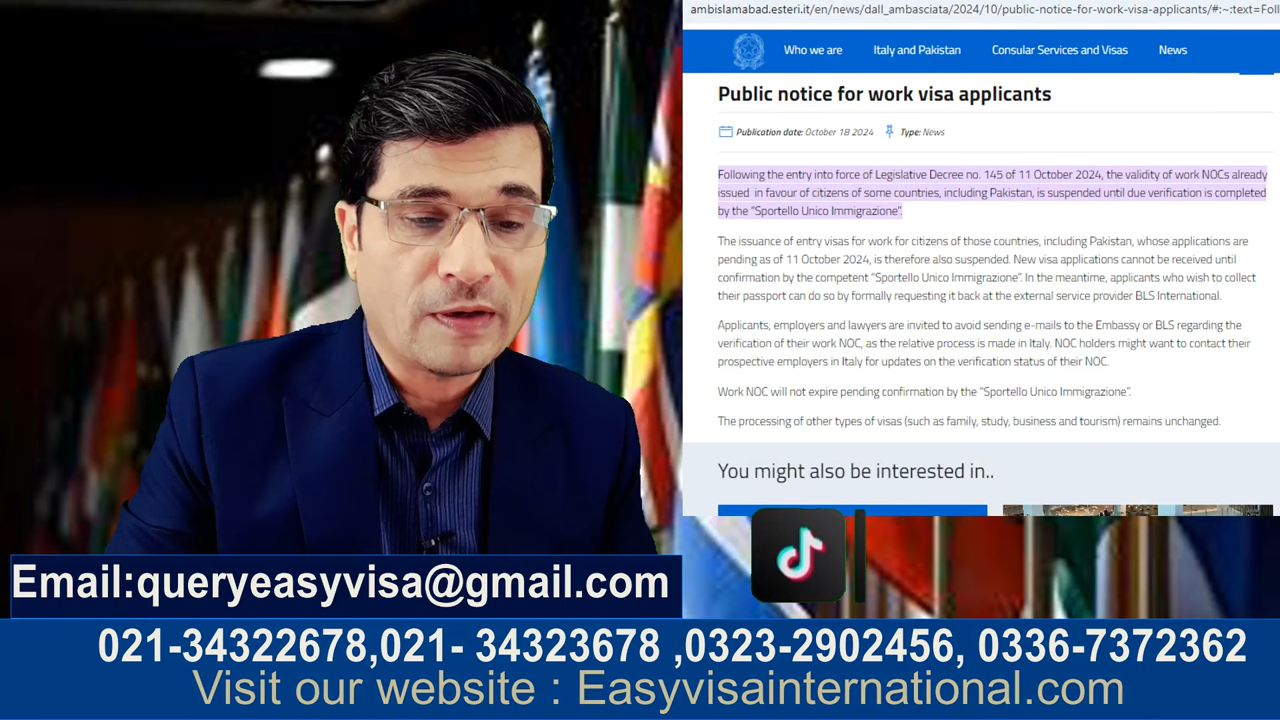 ambislamabad.esteri.it/en/news/dall_ambasciata/2024/10/public-notice-for-work-visa-applicants/#:~:text=Foll
Who we are Italy and Pakistan Consular Services and Visas News
Public notice for work visa applicants
Publication date: October 18 2024 Type: News
Following the entry into force of Legislative Decree no. 145 of 11 October 2024, the validity of work NOCs already
issued in favour of citizens of some countries, including Pakistan, is suspended until due verification is completed
by the “Sportello Unico Immigrazione”.
The issuance of entry visas for work for citizens of those countries, including Pakistan, whose applications are
pending as of 11 October 2024, is therefore also suspended. New visa applications cannot be received until
confirmation by the competent “Sportello Unico Immigrazione”. In the meantime, applicants who wish to collect
their passport can do so by formally requesting it back at the external service provider BLS International.
Applicants, employers and lawyers are invited to avoid sending e-mails to the Embassy or BLS regarding the
verification of their work NOC, as the relative process is made in Italy. NOC holders might want to contact their
prospective employers in Italy for updates on the verification status of their NOC.
Work NOC will not expire pending confirmation by the “Sportello Unico Immigrazione”.
The processing of other types of visas (such as family, study, business and tourism) remains unchanged.
You might also be interested in..
Email:queryeasyvisa@gmail.com
021-34322678,021- 34323678 ,0323-2902456, 0336-7372362
Visit our website : Easyvisainternational.com